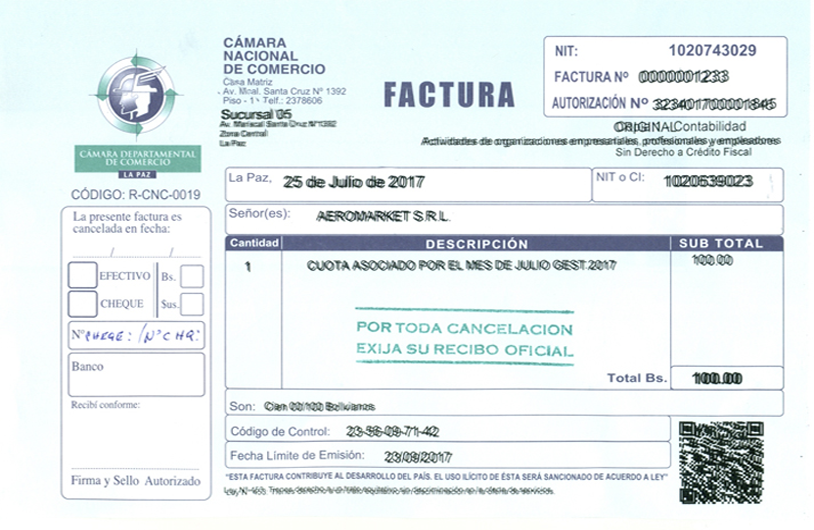 CÁMARA
NACIONAL
DE COMERCIO
Casa Matriz
Av. Mcal. Santa Cruz Nº 1392
Piso - 1º Telf.: 2378606
Sucursal 05
Av. Mariscal Santa Cruz Nº1392
Zona Central
La Paz
FACTURA
NIT: 1020743029
FACTURA Nº 0000001233
AUTORIZACIÓN Nº
ORIGINAL Contabilidad
Actividades de organizaciones empresariales, profesionales y empleadores
Sin Derecho a Crédito Fiscal
CÁMARA DEPARTAMENTAL
DE COMERCIO
LA PAZ
CÓDIGO: R-CNC-0019
La presente factura es
cancelada en fecha:
/ /
EFECTIVO Bs.
CHEQUE $us.
Nº CHEQE: / Nº CHQ:
Banco
Recibí conforme:
Firma y Sello Autorizado
La Paz, 25 de Julio de 2017
NIT o CI: 1020639023
Señor(es): AEROMARKET S.R.L.
Cantidad DESCRIPCIÓN SUB TOTAL
1 CUOTA ASOCIADO POR EL MES DE JULIO GEST.2017 100.00
POR TODA CANCELACION
EXIJA SU RECIBO OFICIAL
Total Bs. 100.00
Son: Cien 00/100 Bolivianos
Código de Control: 23-56-09-71-42
Fecha Límite de Emisión: 23/09/2017
"ESTA FACTURA CONTRIBUYE AL DESARROLLO DEL PAÍS. EL USO ILÍCITO DE ÉSTA SERÁ SANCIONADO DE ACUERDO A LEY"
Ley Nº 453: Tienes derecho a un trato equitativo sin discriminación en la oferta de servicios.